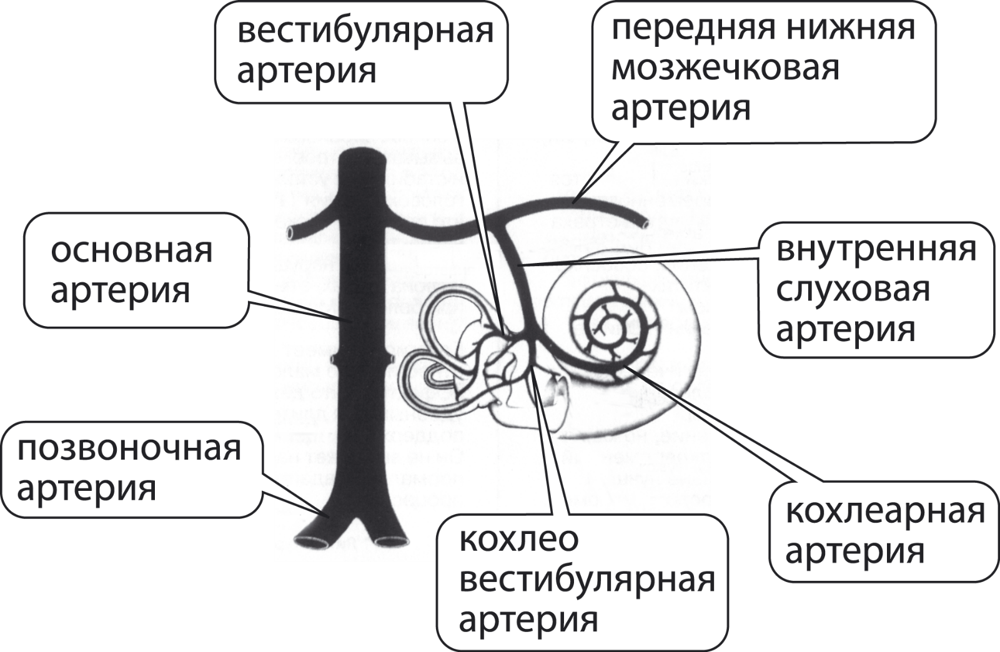 вестибулярная
артерия
передняя нижняя
мозжечковая
артерия
основная
артерия
внутренняя
слуховая
артерия
позвоночная
артерия
кохлео
вестибулярная
артерия
кохлеарная
артерия